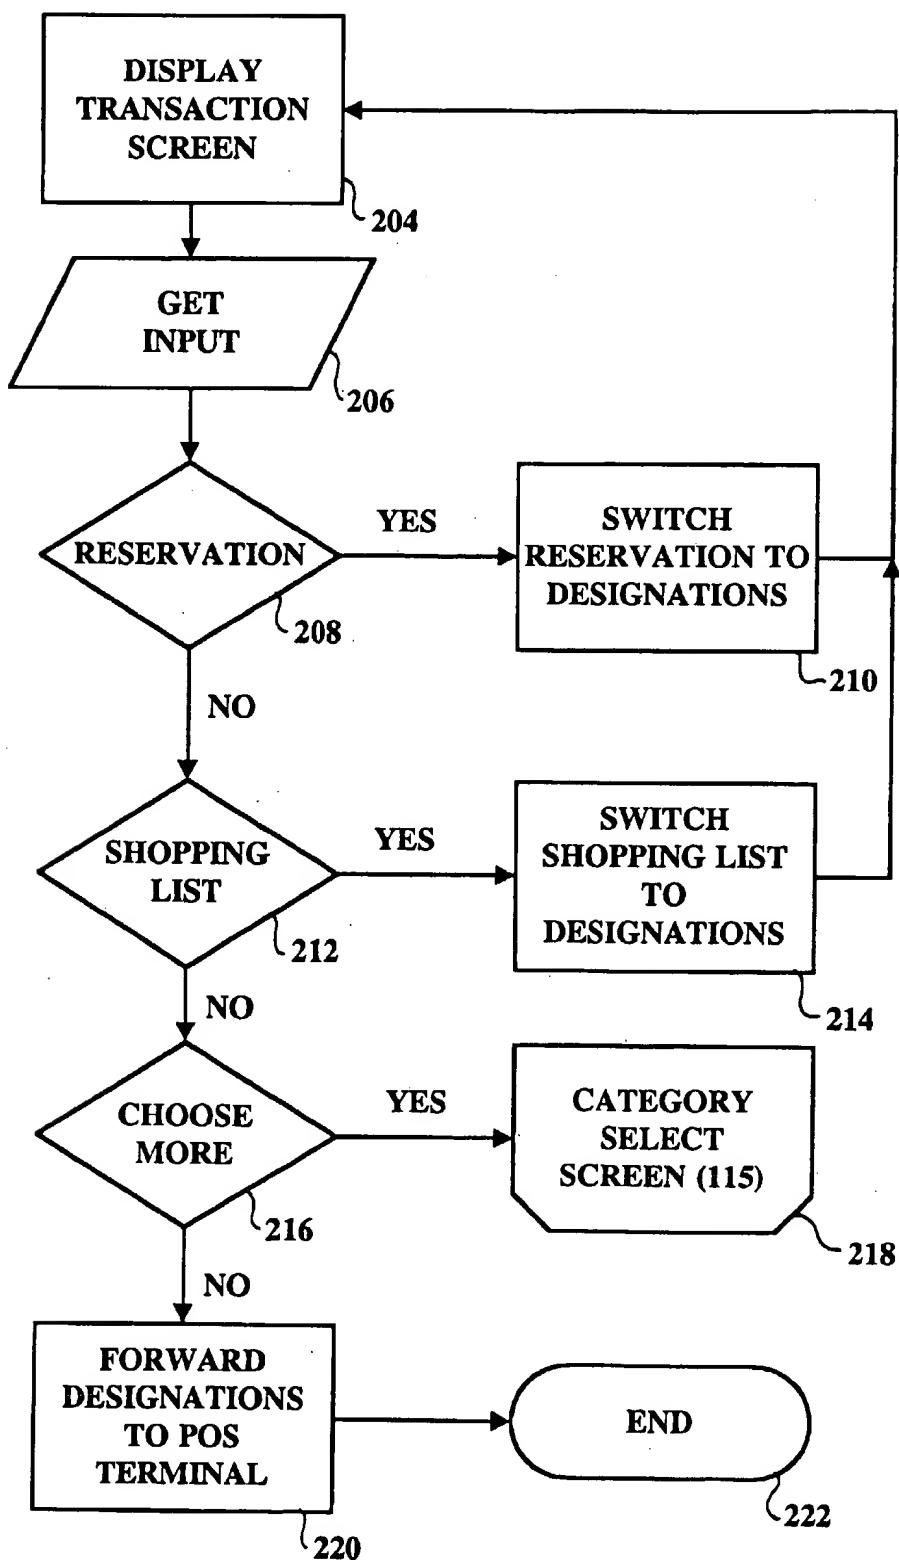 DISPLAY
TRANSACTION
SCREEN
204
GET
INPUT
206
RESERVATION
208
YES
SWITCH
RESERVATION TO
DESIGNATIONS
210
NO
SHOPPING
LIST
212
YES
SWITCH
SHOPPING LIST
TO
DESIGNATIONS
214
NO
CHOOSE
MORE
216
YES
CATEGORY
SELECT
SCREEN (115)
218
NO
FORWARD
DESIGNATIONS
TO POS
TERMINAL
220
END
222